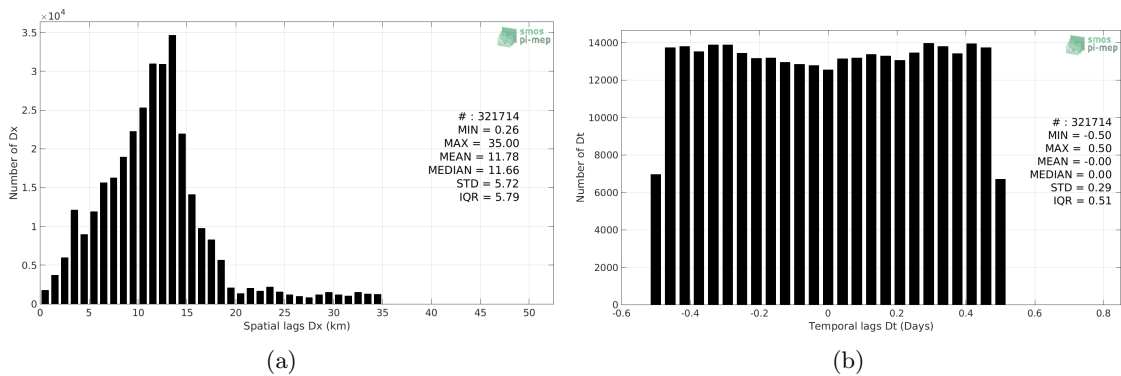 ×10⁴
3.5
3
2.5
2
1.5
1
0.5
0
Number of Dx
0 5 10 15 20 25 30 35 40 45 50
Spatial lags Dx (km)
smos
pi-mep
# : 321714
MIN = 0.26
MAX = 35.00
MEAN = 11.78
MEDIAN = 11.66
STD = 5.72
IQR = 5.79
(a)
14000
12000
10000
8000
6000
4000
2000
0
Number of Dt
-0.6 -0.4 -0.2 0 0.2 0.4 0.6 0.8
Temporal lags Dt (Days)
smos
pi-mep
# : 321714
MIN = -0.50
MAX = 0.50
MEAN = -0.00
MEDIAN = 0.00
STD = 0.29
IQR = 0.51
(b)